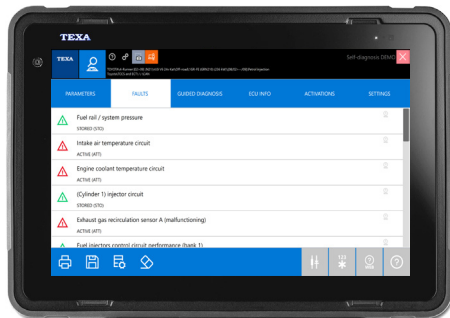 TEXA
TEXA
Self-diagnosis DEMO
PARAMETERS
FAULTS
GUIDED DIAGNOSIS
ECU INFO
ACTIVATIONS
SETTINGS
Fuel rail / system pressure
STORED (STO)
Intake air temperature circuit
ACTIVE (ATT)
Engine coolant temperature circuit
ACTIVE (ATT)
(Cylinder 1) injector circuit
STORED (STO)
Exhaust gas recirculation sensor A (malfunctioning)
ACTIVE (ATT)
Fuel injectors control circuit performance (bank 1)